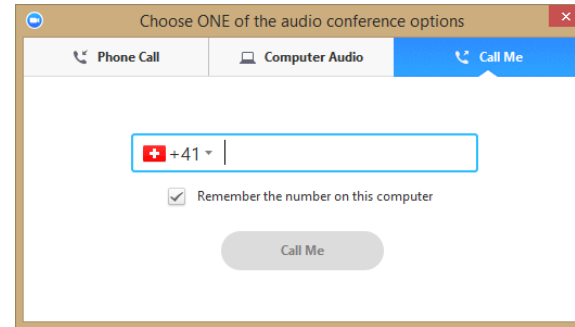 Choose ONE of the audio conference options
Phone Call
Computer Audio
Call Me
+41
Remember the number on this computer
Call Me